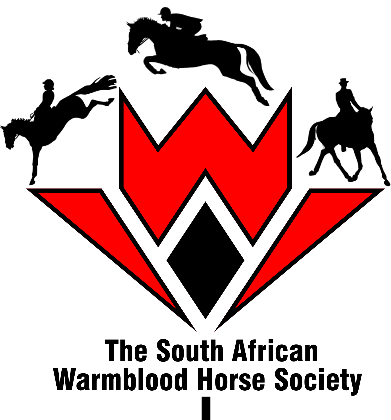 W
The South African
Warmblood Horse Society